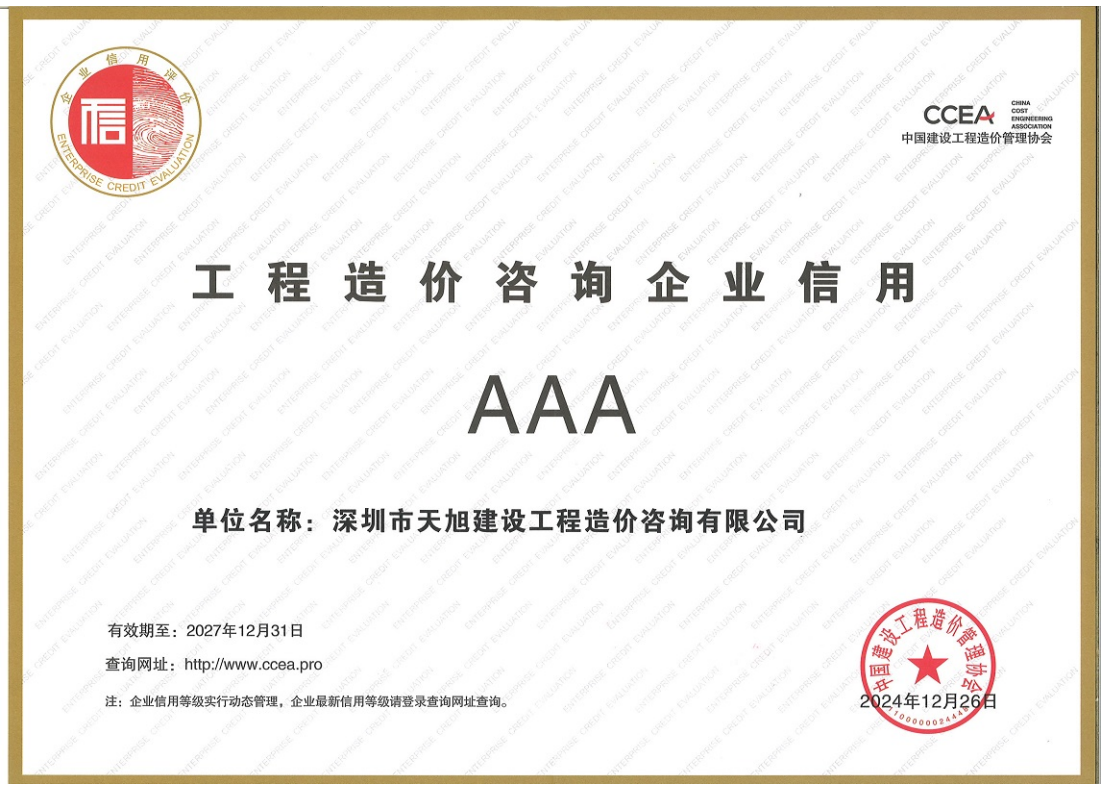 企业信用评价
信
ENTERPRISE CREDIT EVALUATION
CCEA
CHINA
COST
ENGINEERING
ASSOCIATION
中国建设工程造价管理协会
工程造价咨询企业信用
AAA
单位名称：深圳市天旭建设工程造价咨询有限公司
有效期至：2027年12月31日
查询网址：http://www.ccea.pro
注：企业信用等级实行动态管理，企业最新信用等级请登录查询网址查询。
中国建设工程造价管理协会
2024年12月26日